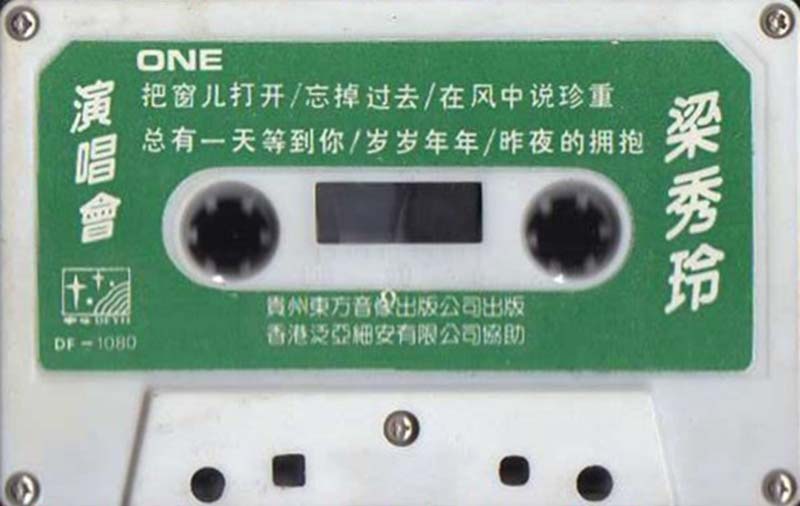 ONE
把窗儿打开/忘掉过去/在风中说珍重
总有一天等到你/岁岁年年/昨夜的拥抱
演唱會
梁秀玲
DF-1080
貴州東方音像出版公司出版
香港泛亞細安有限公司協助